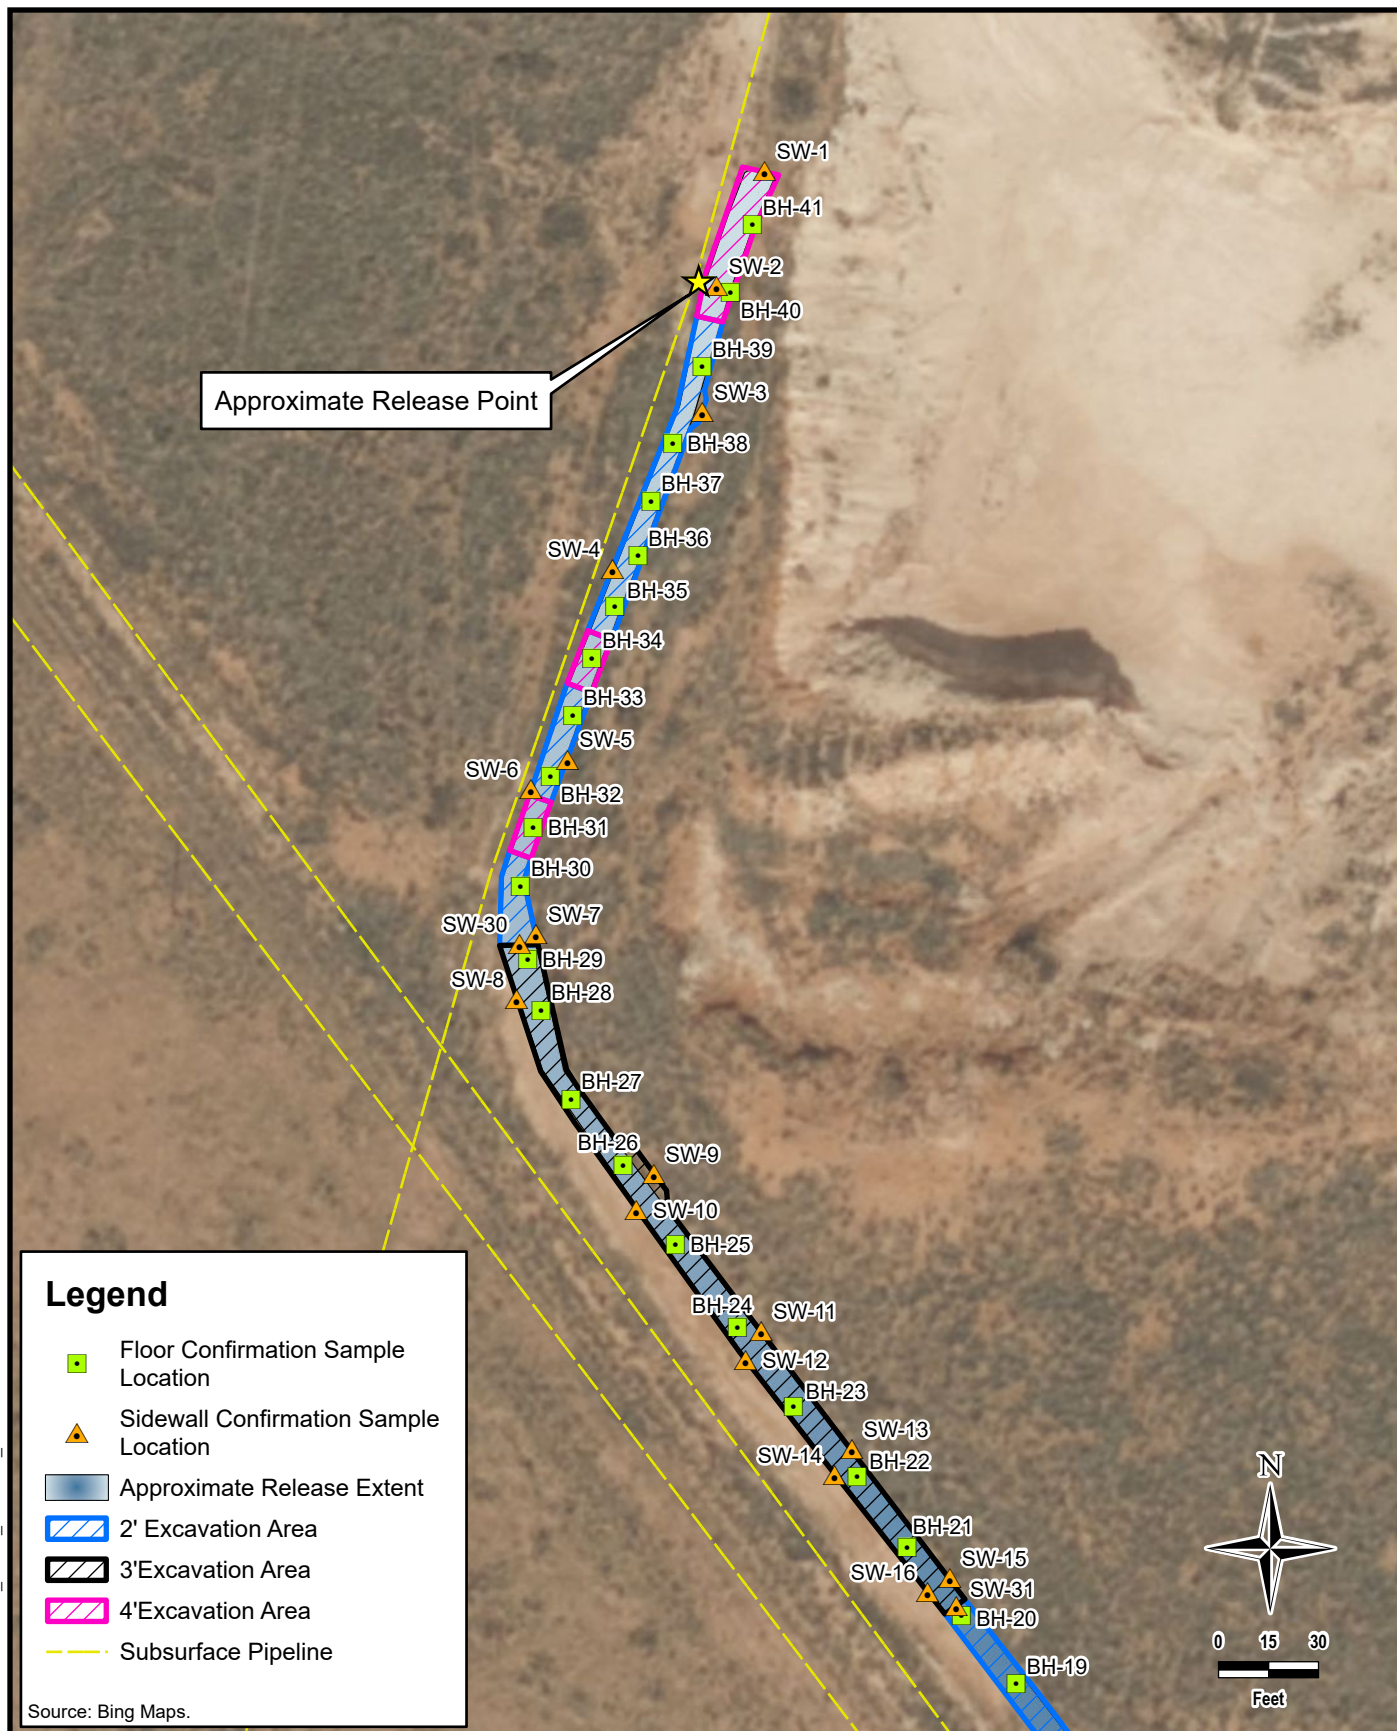 SW-1
BH-41
SW-2
BH-40
BH-39
Approximate Release Point
SW-3
BH-38
BH-37
BH-36
SW-4
BH-35
BH-34
BH-33
SW-5
SW-6
BH-32
BH-31
BH-30
SW-7
SW-30
BH-29
SW-8
BH-28
BH-27
BH-26
SW-9
SW-10
BH-25
BH-24
SW-11
SW-12
BH-23
SW-13
SW-14
BH-22
BH-21
SW-15
SW-16
SW-31
BH-20
BH-19
Legend
Floor Confirmation Sample
Location
Sidewall Confirmation Sample
Location
Approximate Release Extent
2' Excavation Area
3'Excavation Area
4'Excavation Area
Subsurface Pipeline
Source: Bing Maps.
N
0 15 30
Feet